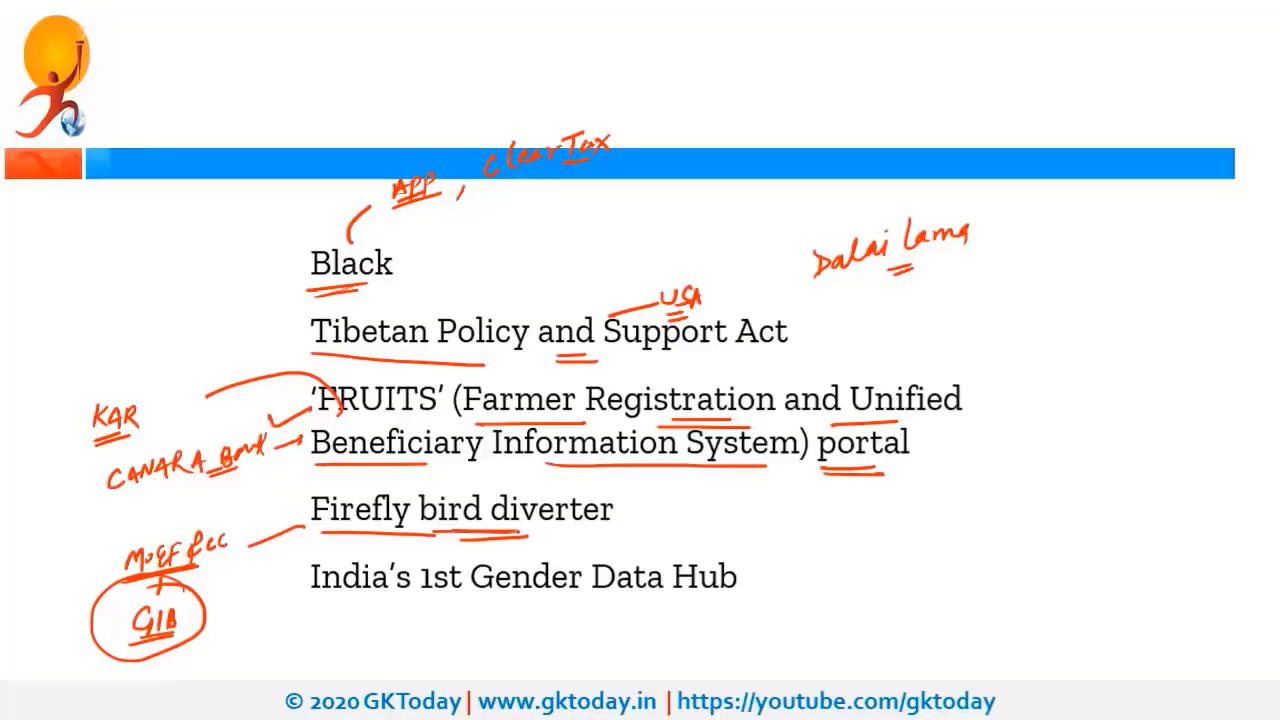 APP, ClearTax
Black
Dalai Lama
USA
Tibetan Policy and Support Act
'FRUITS' (Farmer Registration and Unified
KAR
Beneficiary Information System) portal
CANARA Bank
Firefly bird diverter
MoEF & CC
India's 1st Gender Data Hub
GIB
© 2020 GKToday | www.gktoday.in | https://youtube.com/gktoday